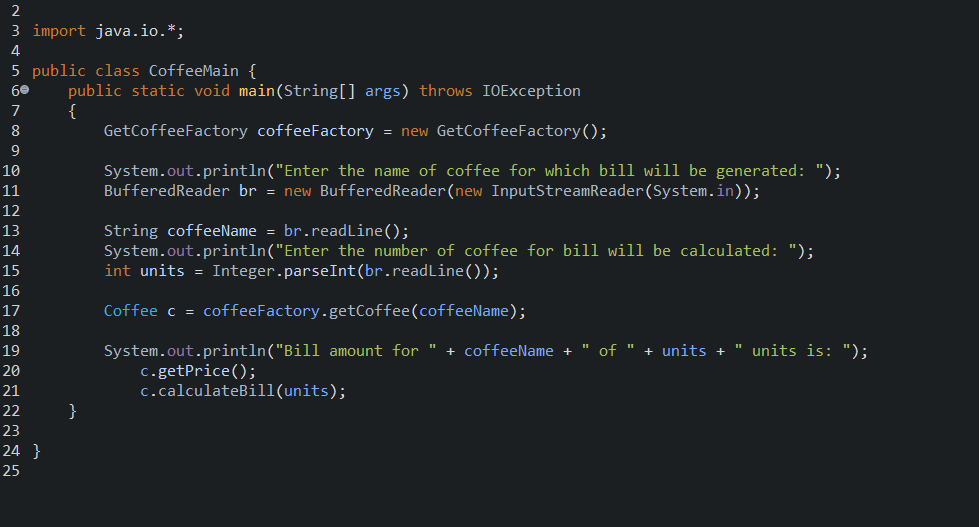 2
3 import java.io.*;
4
5 public class CoffeeMain {
6     public static void main(String[] args) throws IOException
7     {
8         GetCoffeeFactory coffeeFactory = new GetCoffeeFactory();
9
10         System.out.println("Enter the name of coffee for which bill will be generated: ");
11         BufferedReader br = new BufferedReader(new InputStreamReader(System.in));
12
13         String coffeeName = br.readLine();
14         System.out.println("Enter the number of coffee for bill will be calculated: ");
15         int units = Integer.parseInt(br.readLine());
16
17         Coffee c = coffeeFactory.getCoffee(coffeeName);
18
19         System.out.println("Bill amount for " + coffeeName + " of " + units + " units is: ");
20             c.getPrice();
21             c.calculateBill(units);
22     }
23
24 }
25